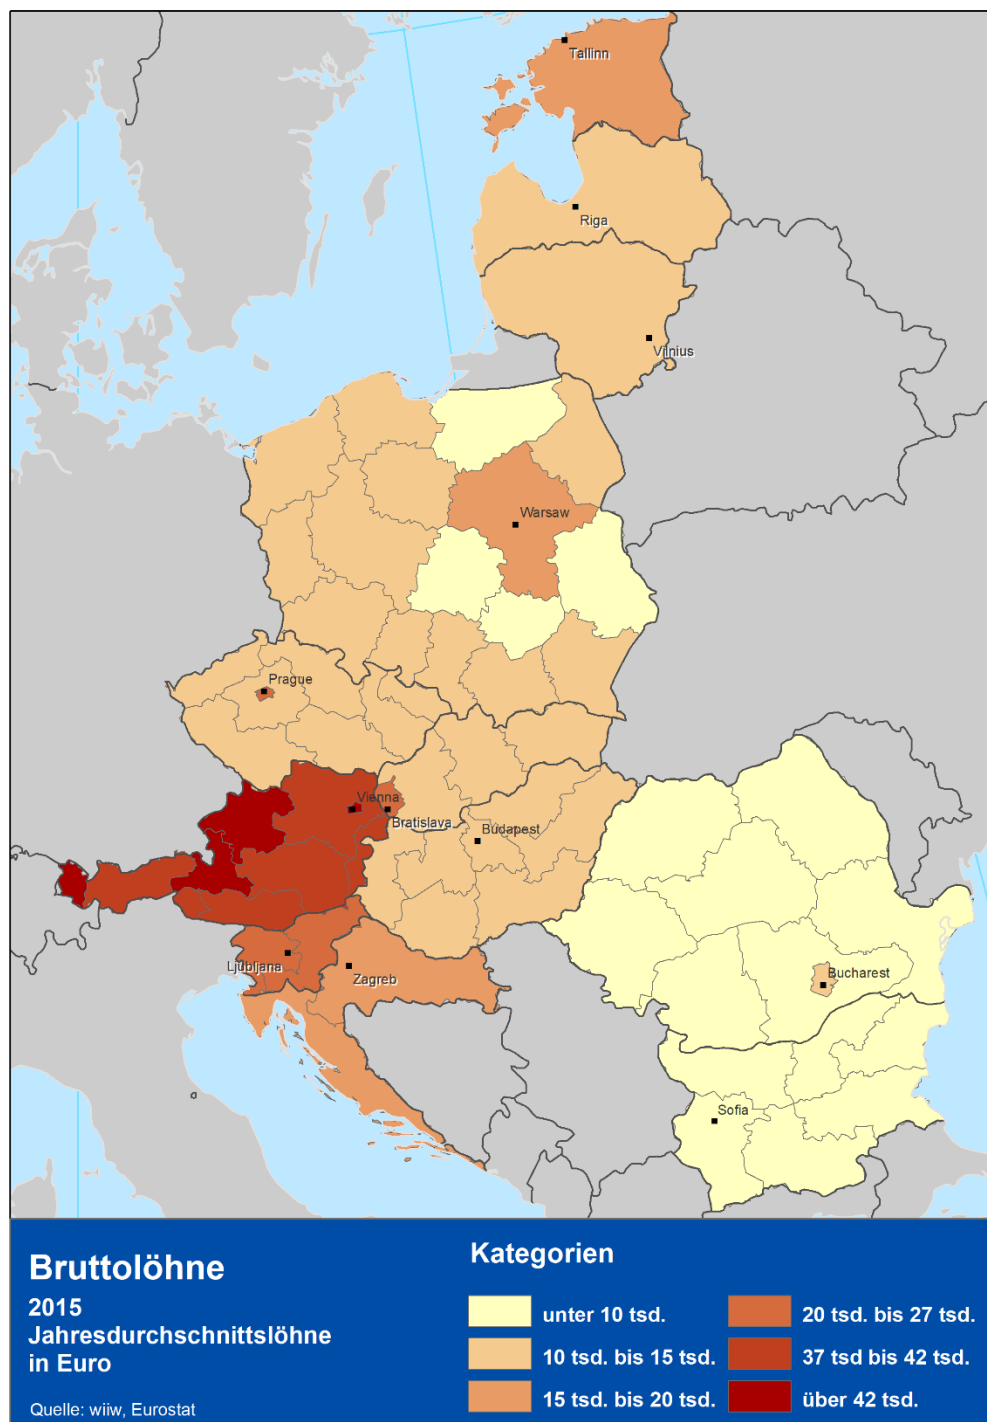 Tallinn
Riga
Vilnius
Warsaw
Prague
Vienna
Bratislava
Budapest
Ljubljana
Zagreb
Bucharest
Sofia
Bruttolöhne
2015
Jahresdurchschnittslöhne
in Euro
Quelle: wiiw, Eurostat
Kategorien
unter 10 tsd.
10 tsd. bis 15 tsd.
15 tsd. bis 20 tsd.
20 tsd. bis 27 tsd.
37 tsd bis 42 tsd.
über 42 tsd.